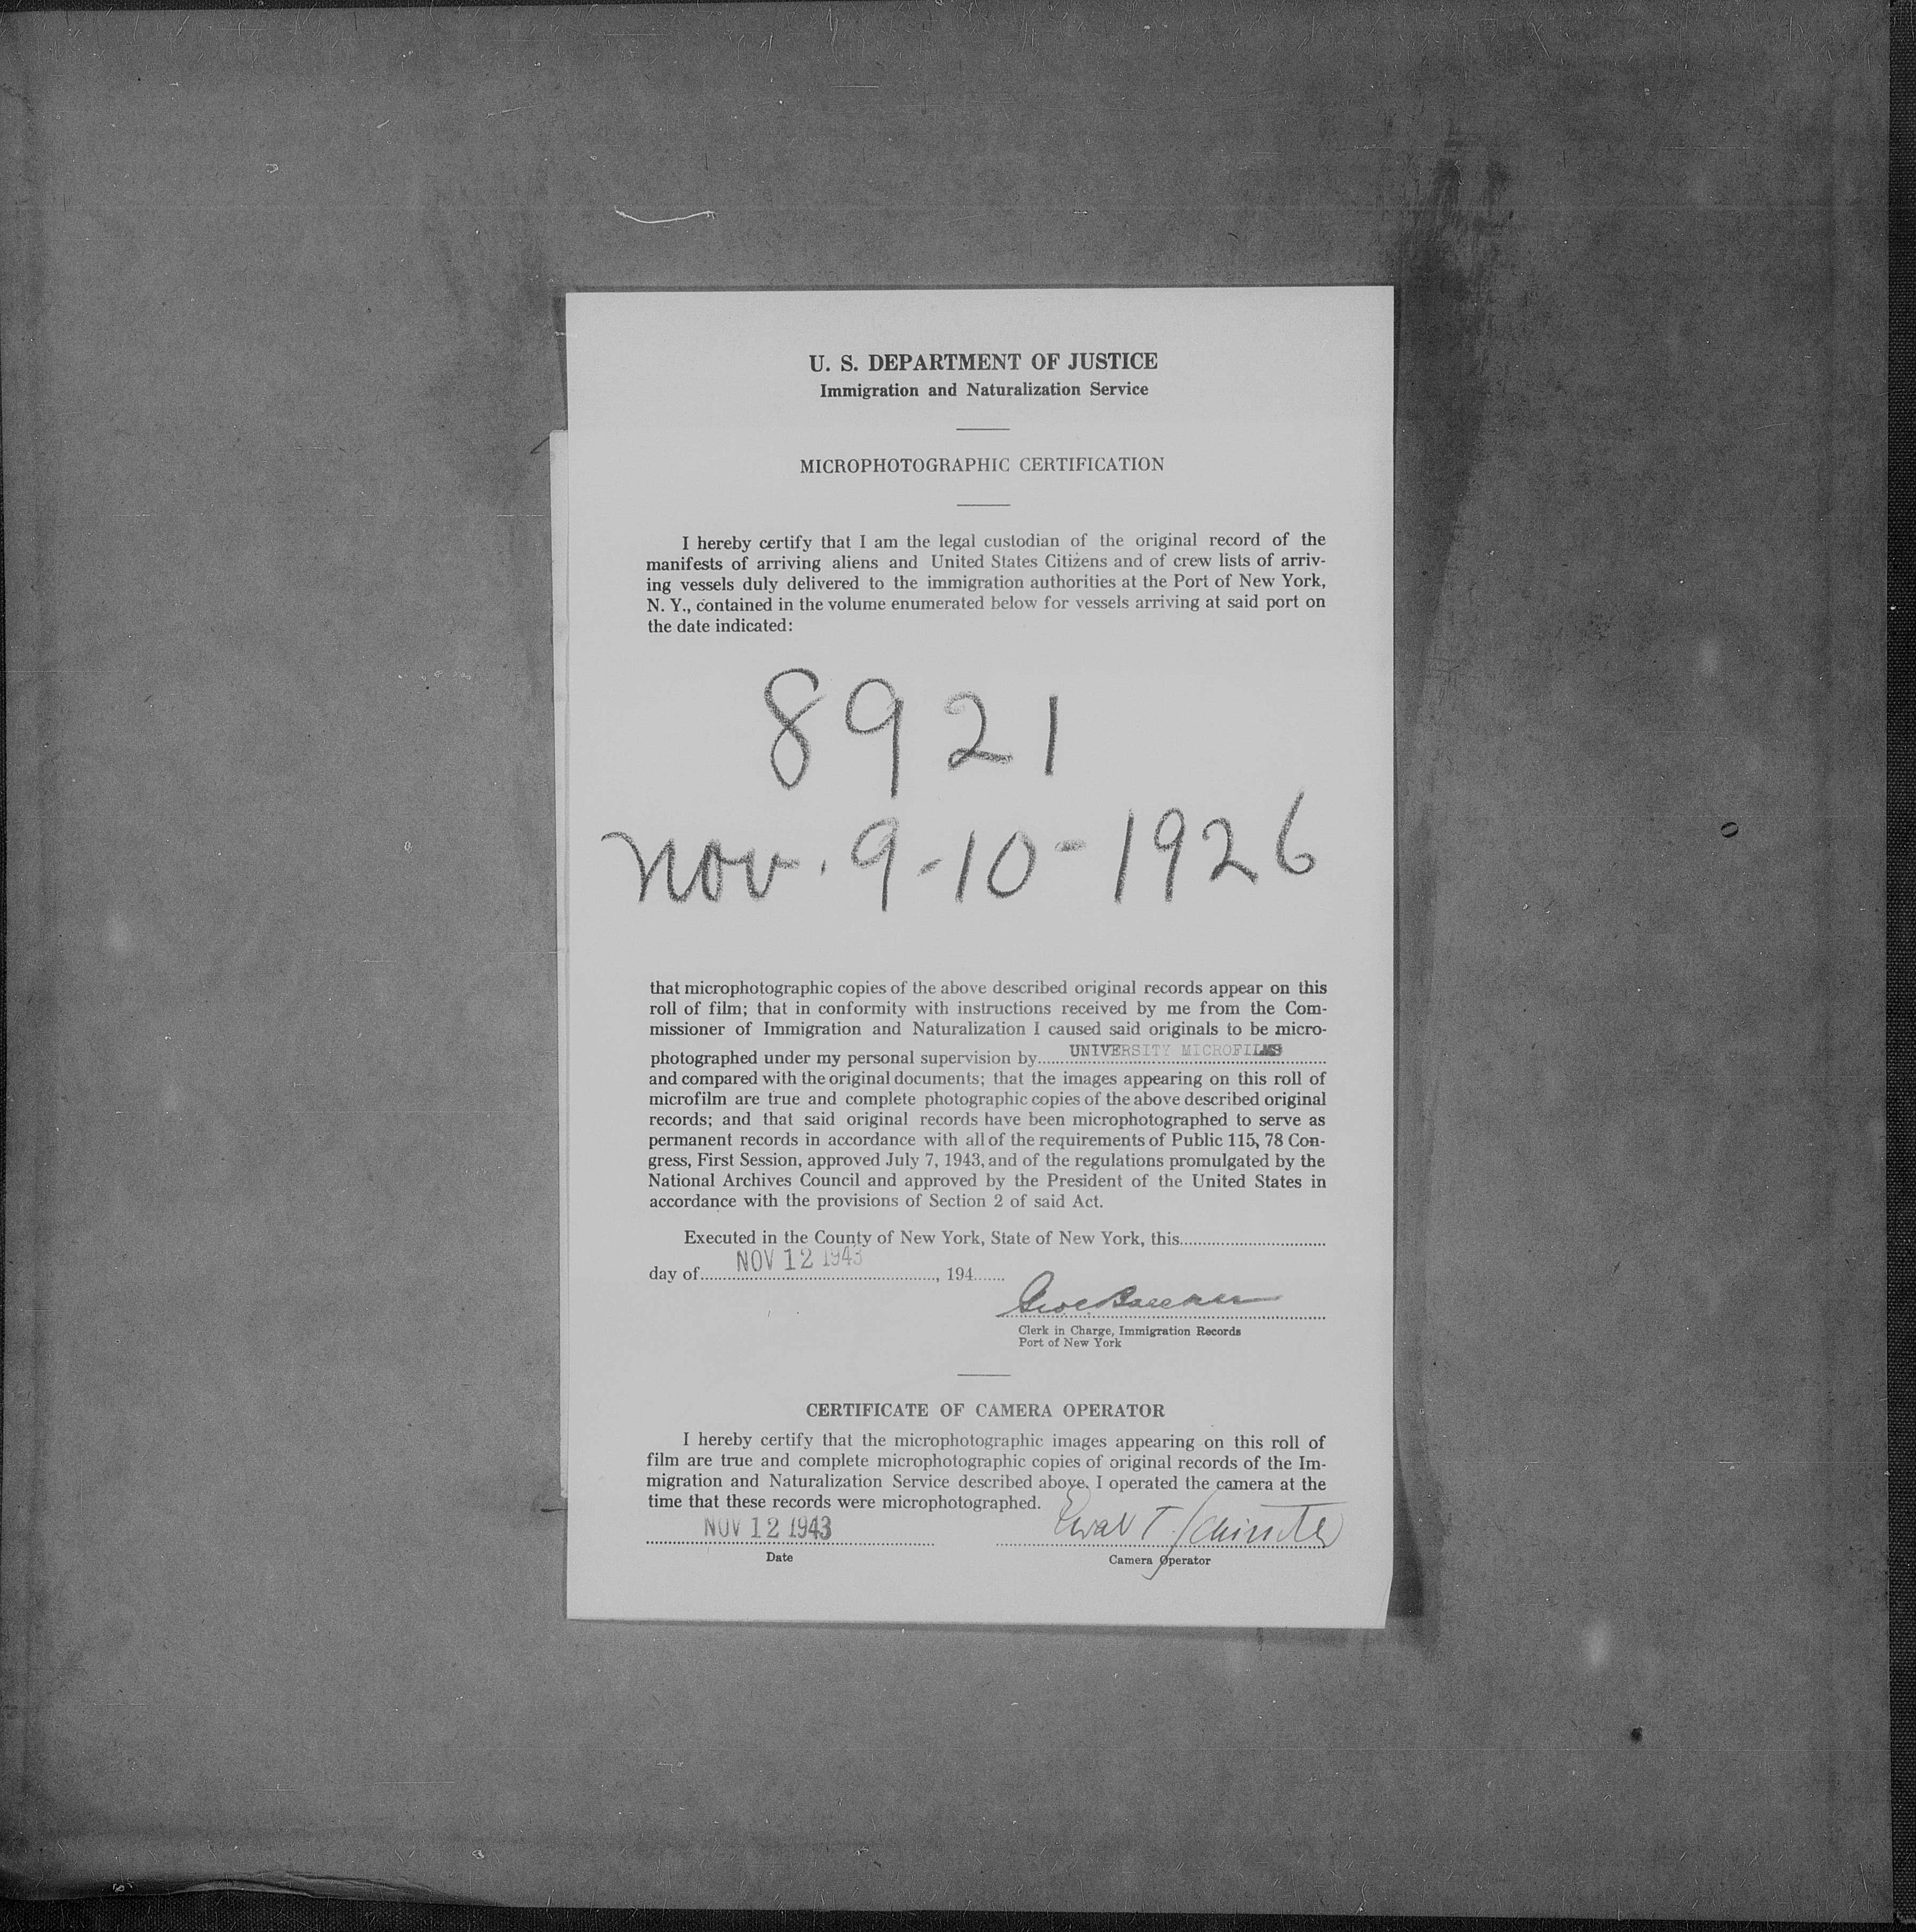 U. S. DEPARTMENT OF JUSTICE
Immigration and Naturalization Service
MICROPHOTOGRAPHIC CERTIFICATION
I hereby certify that I am the legal custodian of the original record of the
manifests of arriving aliens and United States Citizens and of crew lists of arriv-
ing vessels duly delivered to the immigration authorities at the Port of New York,
N. Y., contained in the volume enumerated below for vessels arriving at said port on
the date indicated:
8921
Nov. 9-10-1926
that microphotographic copies of the above described original records appear on this
roll of film; that in conformity with instructions received by me from the Com-
missioner of Immigration and Naturalization I caused said originals to be micro-
photographed under my personal supervision by UNIVERSITY MICROFILMS
and compared with the original documents; that the images appearing on this roll of
microfilm are true and complete photographic copies of the above described original
records; and that said original records have been microphotographed to serve as
permanent records in accordance with all of the requirements of Public 115, 78 Con-
gress, First Session, approved July 7, 1943, and of the regulations promulgated by the
National Archives Council and approved by the President of the United States in
accordance with the provisions of Section 2 of said Act.
Executed in the County of New York, State of New York, this
day of NOV 12 1943, 194
Clerk in Charge, Immigration Records
Port of New York
CERTIFICATE OF CAMERA OPERATOR
I hereby certify that the microphotographic images appearing on this roll of
film are true and complete microphotographic copies of original records of the Im-
migration and Naturalization Service described above. I operated the camera at the
time that these records were microphotographed.
NOV 12 1943
Date
Camera Operator